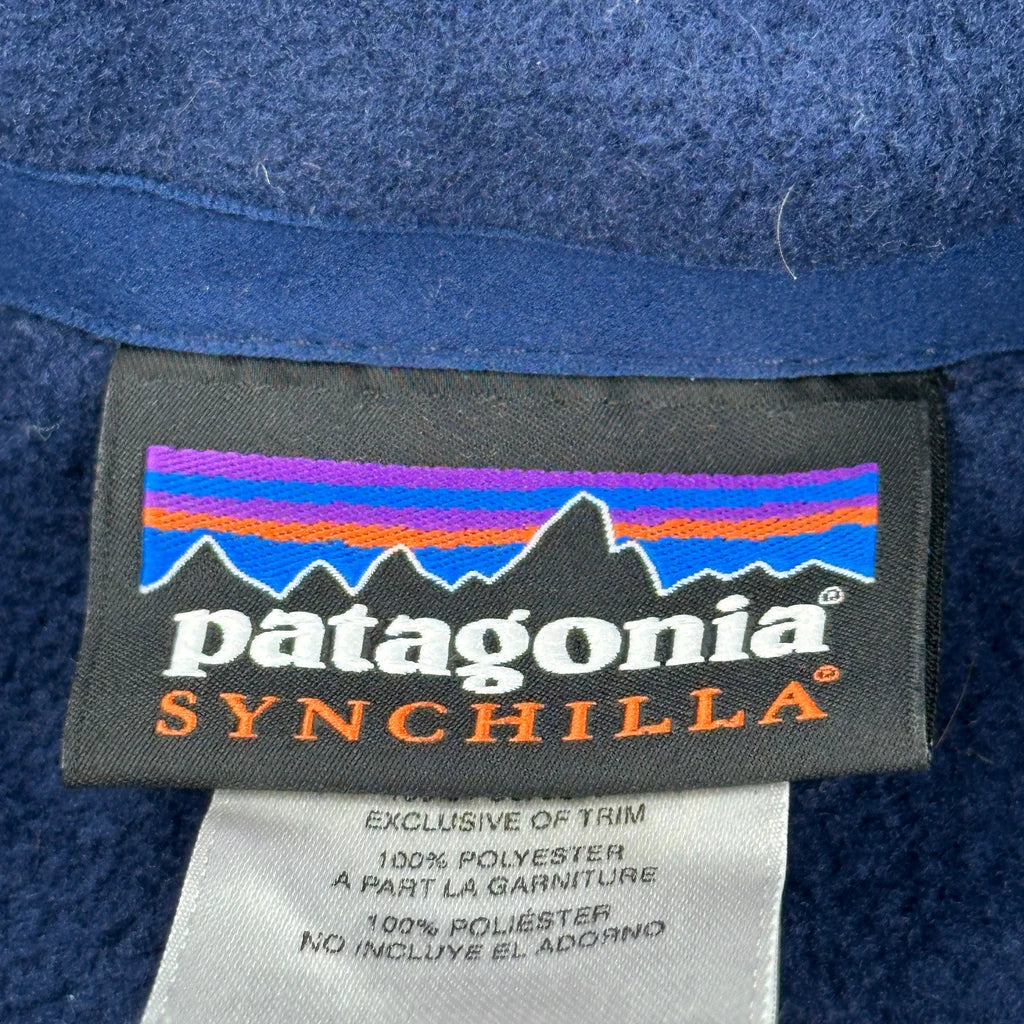 patagonia®
SYNCHILLA®
EXCLUSIVE OF TRIM
100% POLYESTER
A PART LA GARNITURE
100% POLIÉSTER
NO INCLUYE EL ADORNO